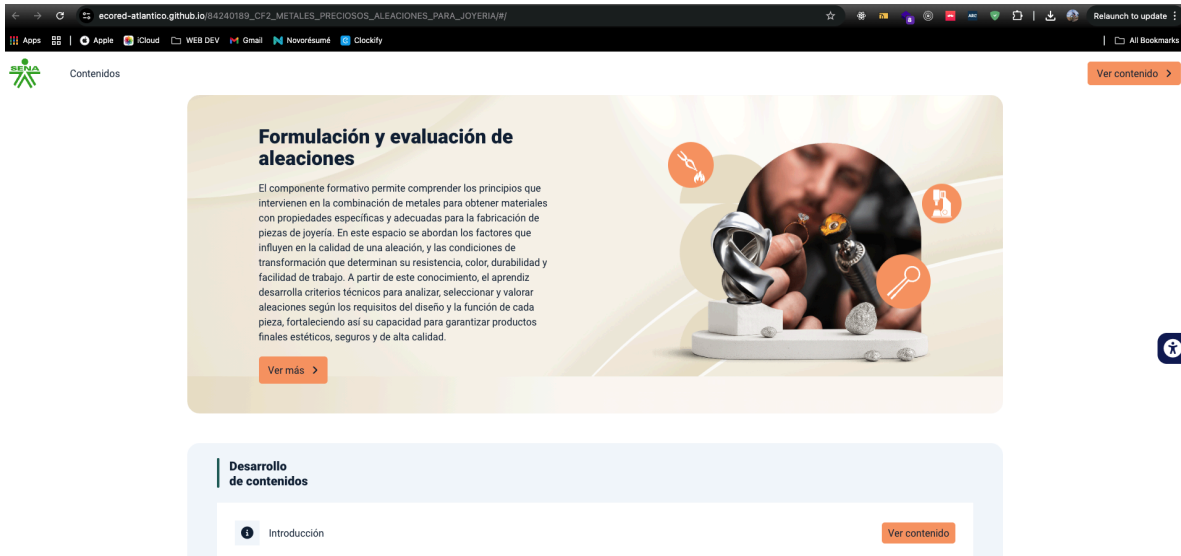 ecored-atlantico.github.io/84240189_CF2_METALES_PRECIOSOS_ALEACIONES_PARA_JOYERIA/#/
Relaunch to update
Apps
Apple
iCloud
WEB DEV
Gmail
Novorésumé
Clockify
All Bookmarks
SENA
Contenidos
Ver contenido
Formulación y evaluación de
aleaciones
El componente formativo permite comprender los principios que
intervienen en la combinación de metales para obtener materiales
con propiedades específicas y adecuadas para la fabricación de
piezas de joyería. En este espacio se abordan los factores que
influyen en la calidad de una aleación, y las condiciones de
transformación que determinan su resistencia, color, durabilidad y
facilidad de trabajo. A partir de este conocimiento, el aprendiz
desarrolla criterios técnicos para analizar, seleccionar y valorar
aleaciones según los requisitos del diseño y la función de cada
pieza, fortaleciendo así su capacidad para garantizar productos
finales estéticos, seguros y de alta calidad.
Ver más
Desarrollo
de contenidos
Introducción
Ver contenido